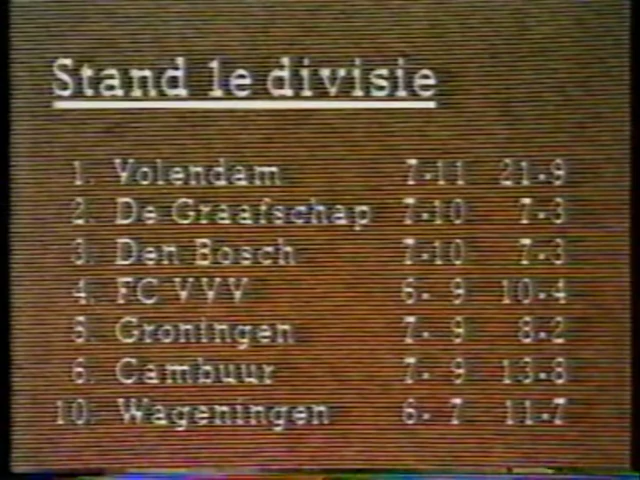 Stand 1e divisie
1. Volendam 7-11 21-9
2. De Graafschap 7-10 7-3
3. Den Bosch 7-10 7-3
4. FC VVV 6- 9 10-4
5. Groningen 7- 9 8-2
6. Cambuur 7- 9 13-8
10. Wageningen 6- 7 11-7